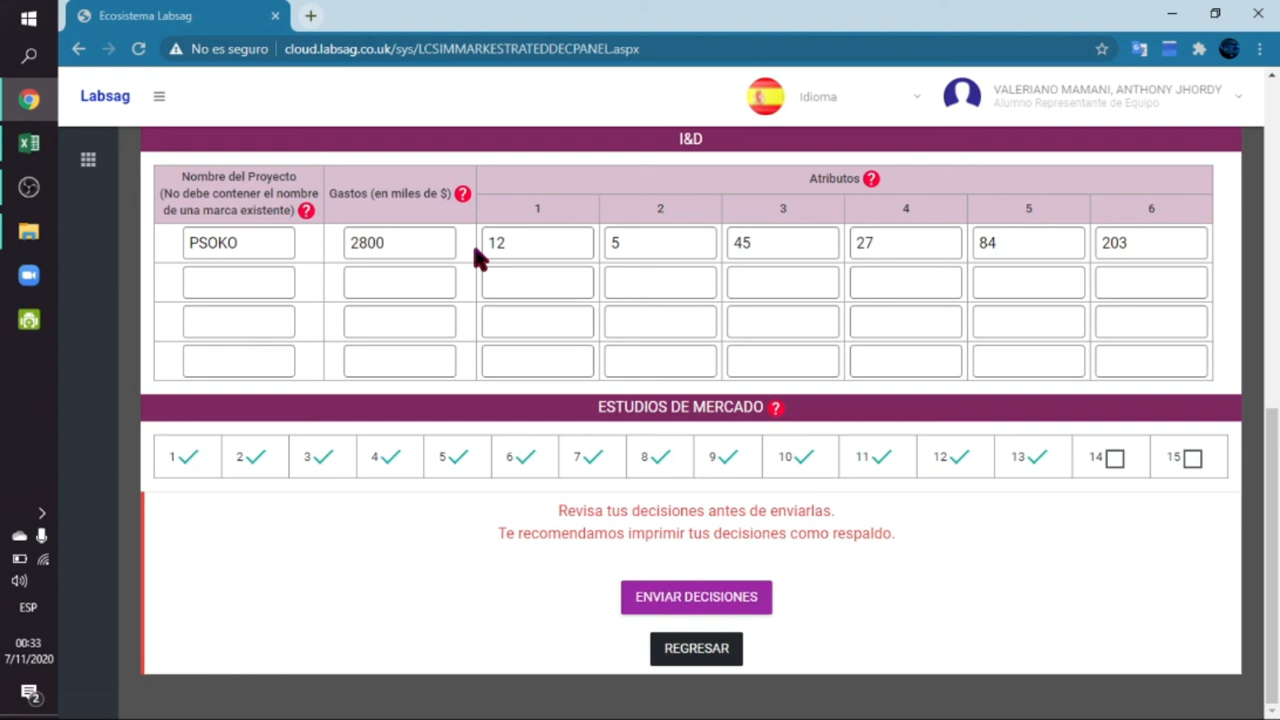 Ecosistema Labsag
No es seguro cloud.labsag.co.uk/sys/LCSIMMARKESTRATEDDECPANEL.aspx
Labsag
Idioma
VALERIANO MAMANI, ANTHONY JHORDY
Alumno Representante de Equipo
I&D
Nombre del Proyecto
(No debe contener el nombre
de una marca existente) ?
Gastos (en miles de $) ?
Atributos ?
1 2 3 4 5 6
PSOKO 2800 12 5 45 27 84 203
ESTUDIOS DE MERCADO ?
1 2 3 4 5 6 7 8 9 10 11 12 13 14 15
Revisa tus decisiones antes de enviarlas.
Te recomendamos imprimir tus decisiones como respaldo.
ENVIAR DECISIONES
REGRESAR
ESP
00:33
7/11/2020
2